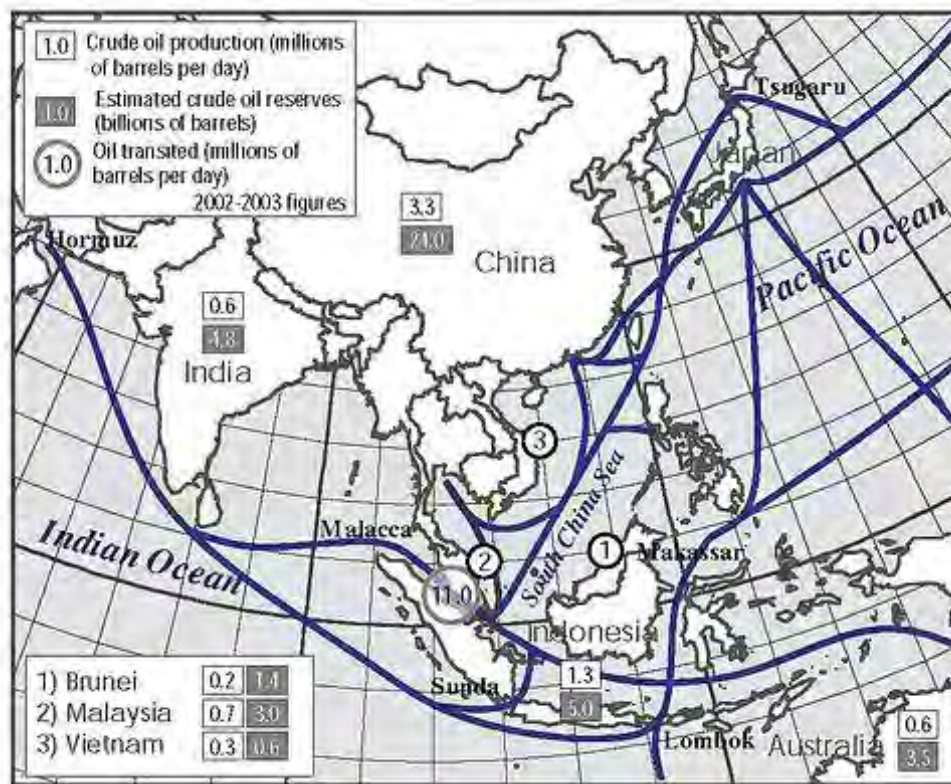 1.0 Crude oil production (millions
of barrels per day)
1.0 Estimated crude oil reserves
(billions of barrels)
1.0 Oil transited (millions of
barrels per day)
2002-2003 figures
Tsugaru
Japan
Hormuz
3.3
21.0
China
Pacific Ocean
0.6
4.8
India
3
South China Sea
Malacca
Indian Ocean
2
1
Makassar
11.0
Indonesia
1.3
5.0
Sunda
Lombok
Australia
0.6
3.5
1) Brunei 0.2 1.4
2) Malaysia 0.7 3.0
3) Vietnam 0.3 0.6